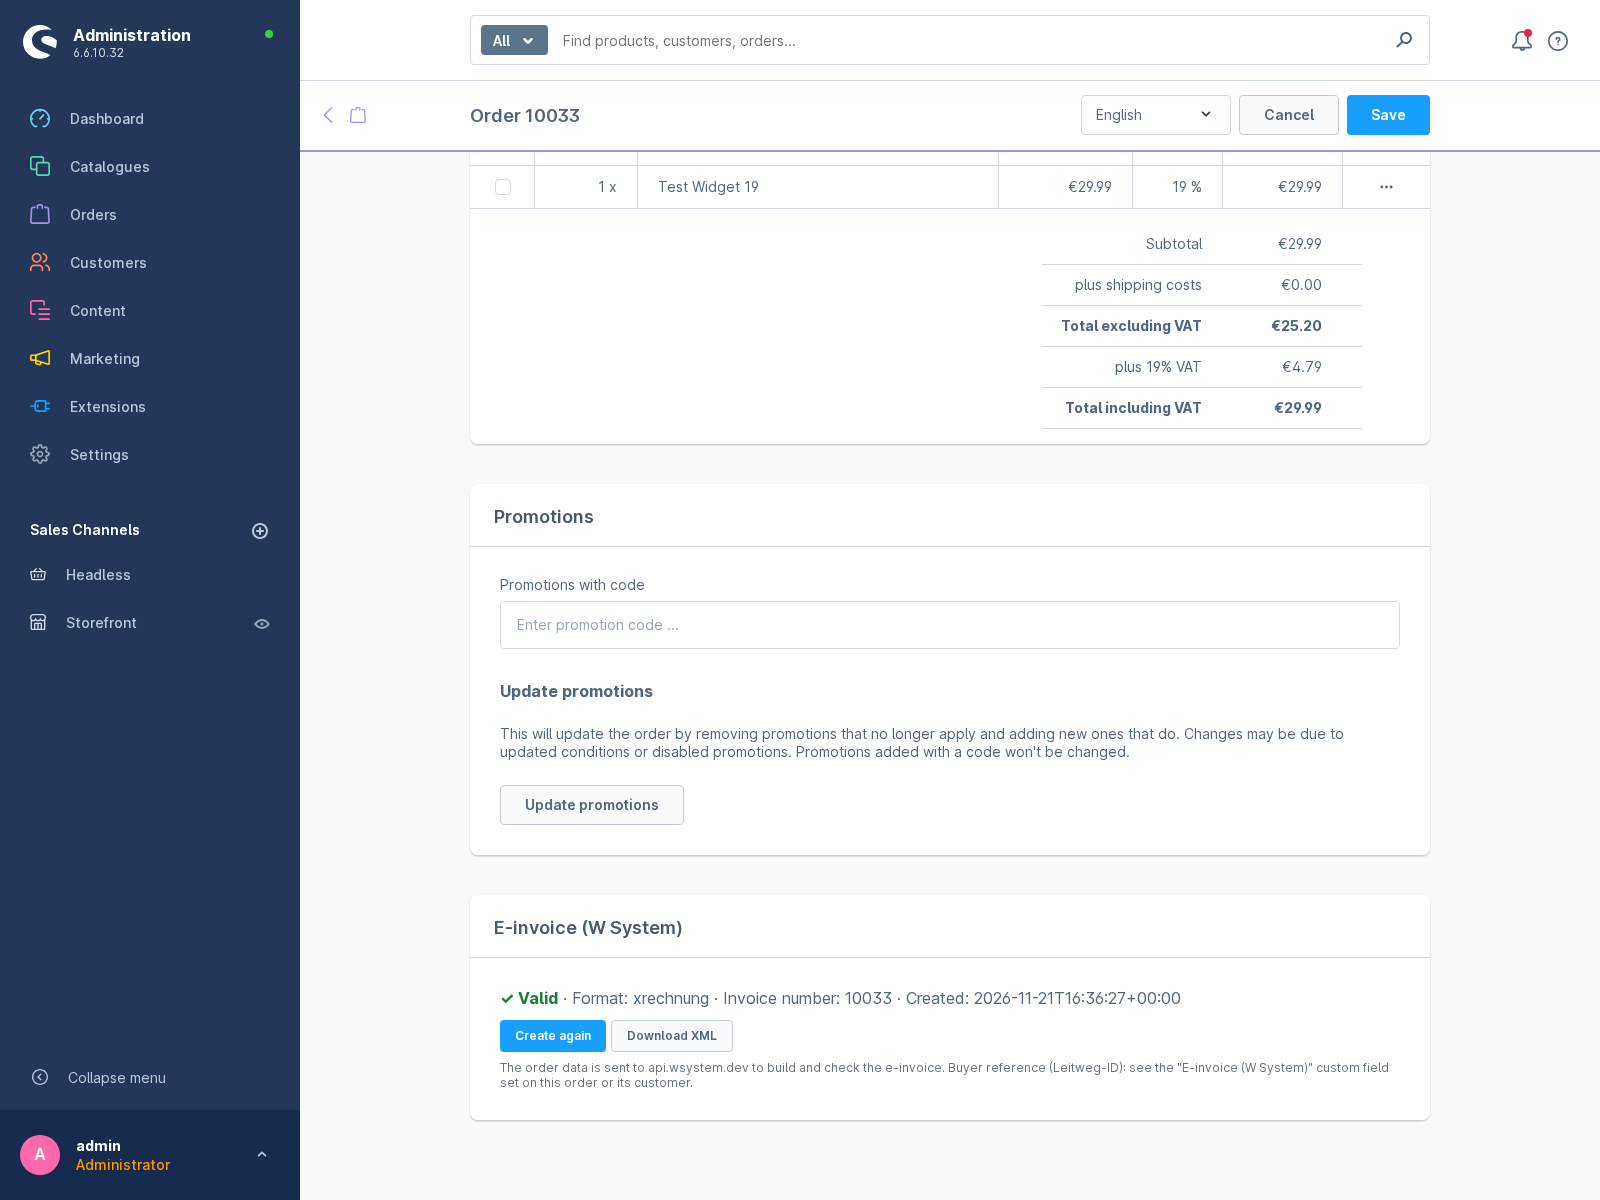 Administration
6.6.10.32
Dashboard
Catalogues
Orders
Customers
Content
Marketing
Extensions
Settings
Sales Channels
Headless
Storefront
Collapse menu
A
admin
Administrator
All
Find products, customers, orders...
Order 10033
English
Cancel
Save
1 x Test Widget 19 €29.99 19 % €29.99 ...
Subtotal €29.99
plus shipping costs €0.00
Total excluding VAT €25.20
plus 19% VAT €4.79
Total including VAT €29.99
Promotions
Promotions with code
Enter promotion code ...
Update promotions
This will update the order by removing promotions that no longer apply and adding new ones that do. Changes may be due to
updated conditions or disabled promotions. Promotions added with a code won't be changed.
Update promotions
E-invoice (W System)
✓ Valid · Format: xrechnung · Invoice number: 10033 · Created: 2026-11-21T16:36:27+00:00
Create again Download XML
The order data is sent to api.wsystem.dev to build and check the e-invoice. Buyer reference (Leitweg-ID): see the "E-invoice (W System)" custom field
set on this order or its customer.